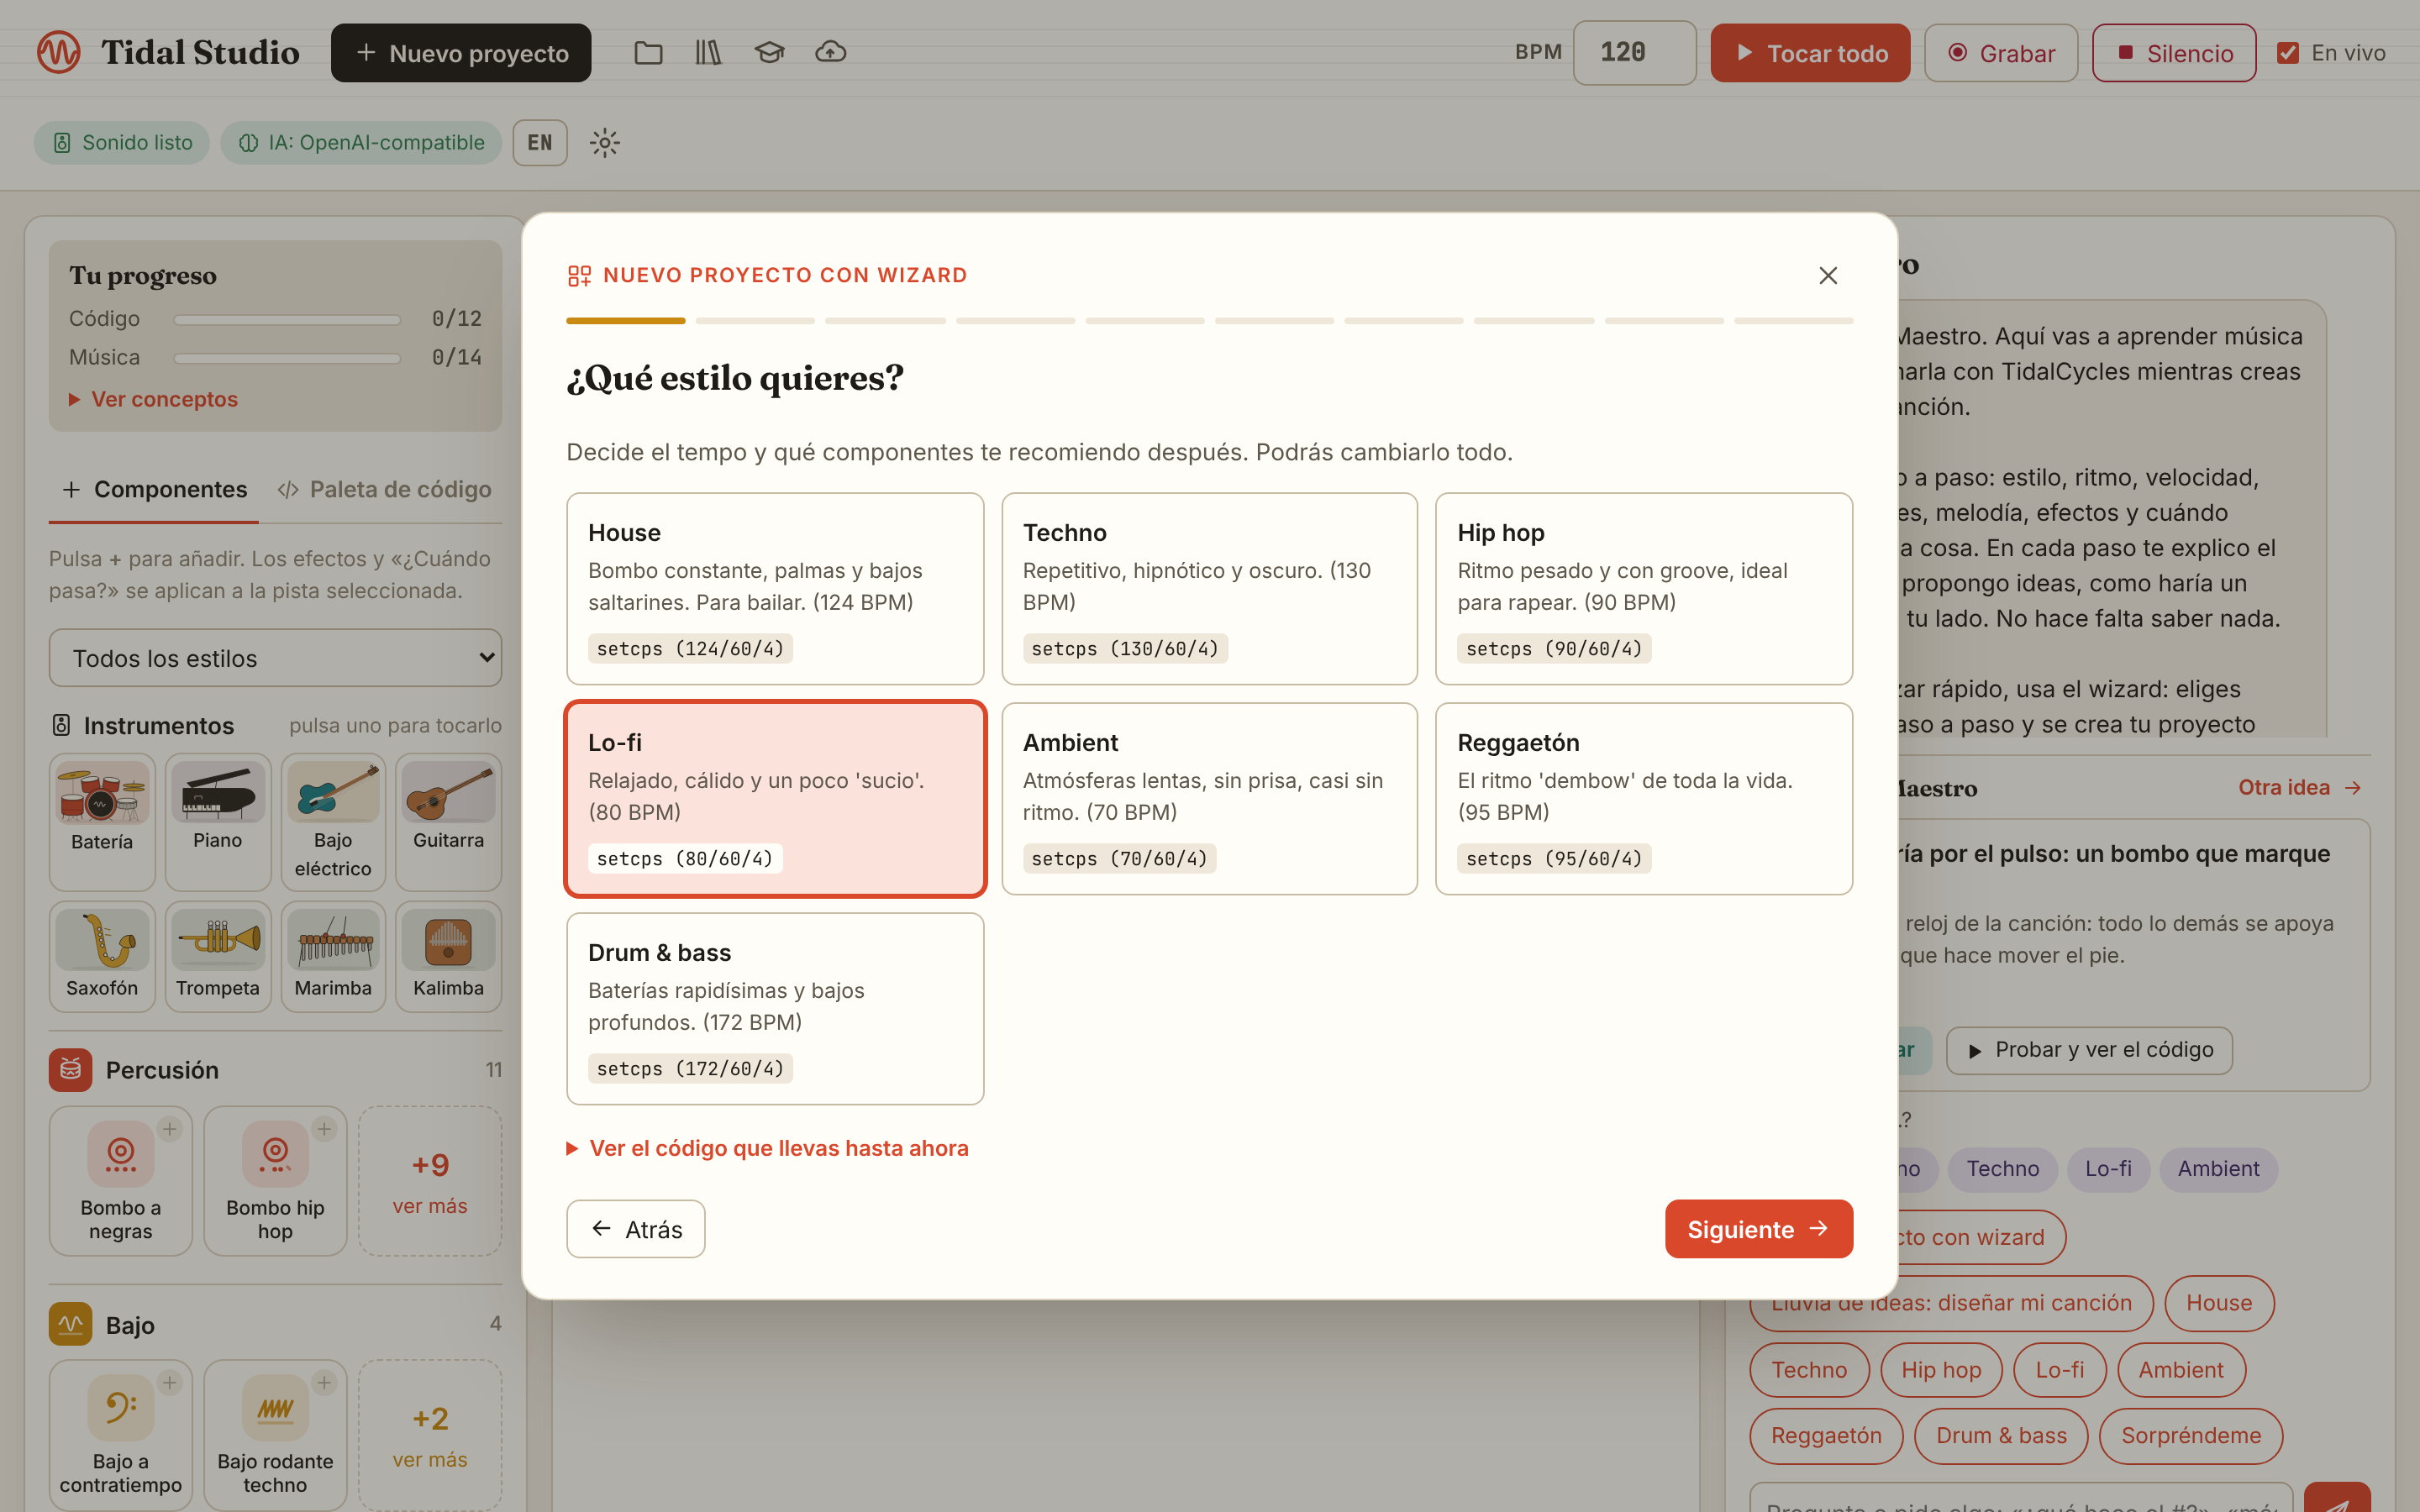 Tidal Studio
+ Nuevo proyecto
BPM
120
Tocar todo
Grabar
Silencio
En vivo
Sonido listo
IA: OpenAI-compatible
EN
Tu progreso
Código
0/12
Música
0/14
Ver conceptos
+ Componentes
</> Paleta de código
Pulsa + para añadir. Los efectos y «¿Cuándo
pasa?» se aplican a la pista seleccionada.
Todos los estilos
Instrumentos
pulsa uno para tocarlo
Batería
Piano
Bajo
eléctrico
Guitarra
Saxofón
Trompeta
Marimba
Kalimba
Percusión
11
Bombo a
negras
Bombo hip
hop
+9
ver más
Bajo
4
Bajo a
contratiempo
Bajo rodante
techno
+2
ver más
NUEVO PROYECTO CON WIZARD
¿Qué estilo quieres?
Decide el tempo y qué componentes te recomiendo después. Podrás cambiarlo todo.
House
Bombo constante, palmas y bajos
saltarines. Para bailar. (124 BPM)
setcps (124/60/4)
Techno
Repetitivo, hipnótico y oscuro. (130
BPM)
setcps (130/60/4)
Hip hop
Ritmo pesado y con groove, ideal
para rapear. (90 BPM)
setcps (90/60/4)
Lo-fi
Relajado, cálido y un poco 'sucio'.
(80 BPM)
setcps (80/60/4)
Ambient
Atmósferas lentas, sin prisa, casi sin
ritmo. (70 BPM)
setcps (70/60/4)
Reggaetón
El ritmo 'dembow' de toda la vida.
(95 BPM)
setcps (95/60/4)
Drum & bass
Baterías rapidísimas y bajos
profundos. (172 BPM)
setcps (172/60/4)
Ver el código que llevas hasta ahora
Atrás
Siguiente
Maestro. Aquí vas a aprender música
con TidalCycles mientras creas
a paso: estilo, ritmo, velocidad,
melodía, efectos y cuándo
a cosa. En cada paso te explico el
propongo ideas, como haría un
tu lado. No hace falta saber nada.
rápido, usa el wizard: eliges
a paso y se crea tu proyecto
Maestro
Otra idea
por el pulso: un bombo que marque
reloj de la canción: todo lo demás se apoya
que hace mover el pie.
Probar y ver el código
Techno
Lo-fi
Ambient
con wizard
Lluvia de ideas: diseñar mi canción
House
Techno
Hip hop
Lo-fi
Ambient
Reggaetón
Drum & bass
Sorpréndeme